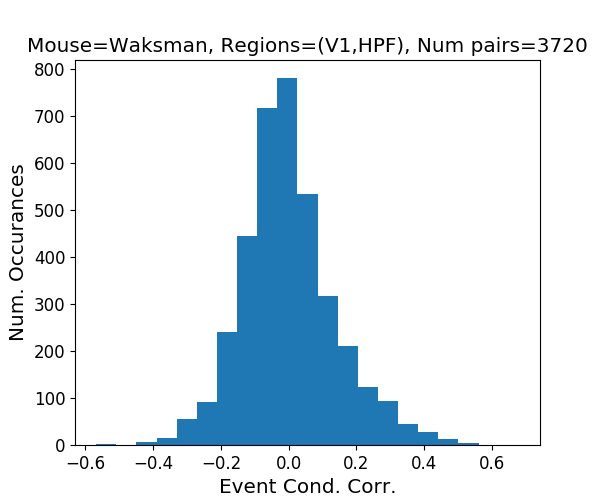 Mouse=Waksman, Regions=(V1,HPF), Num pairs=3720
800
700
600
500
400
300
200
100
0
Num. Occurances
−0.6 −0.4 −0.2 0.0 0.2 0.4 0.6
Event Cond. Corr.